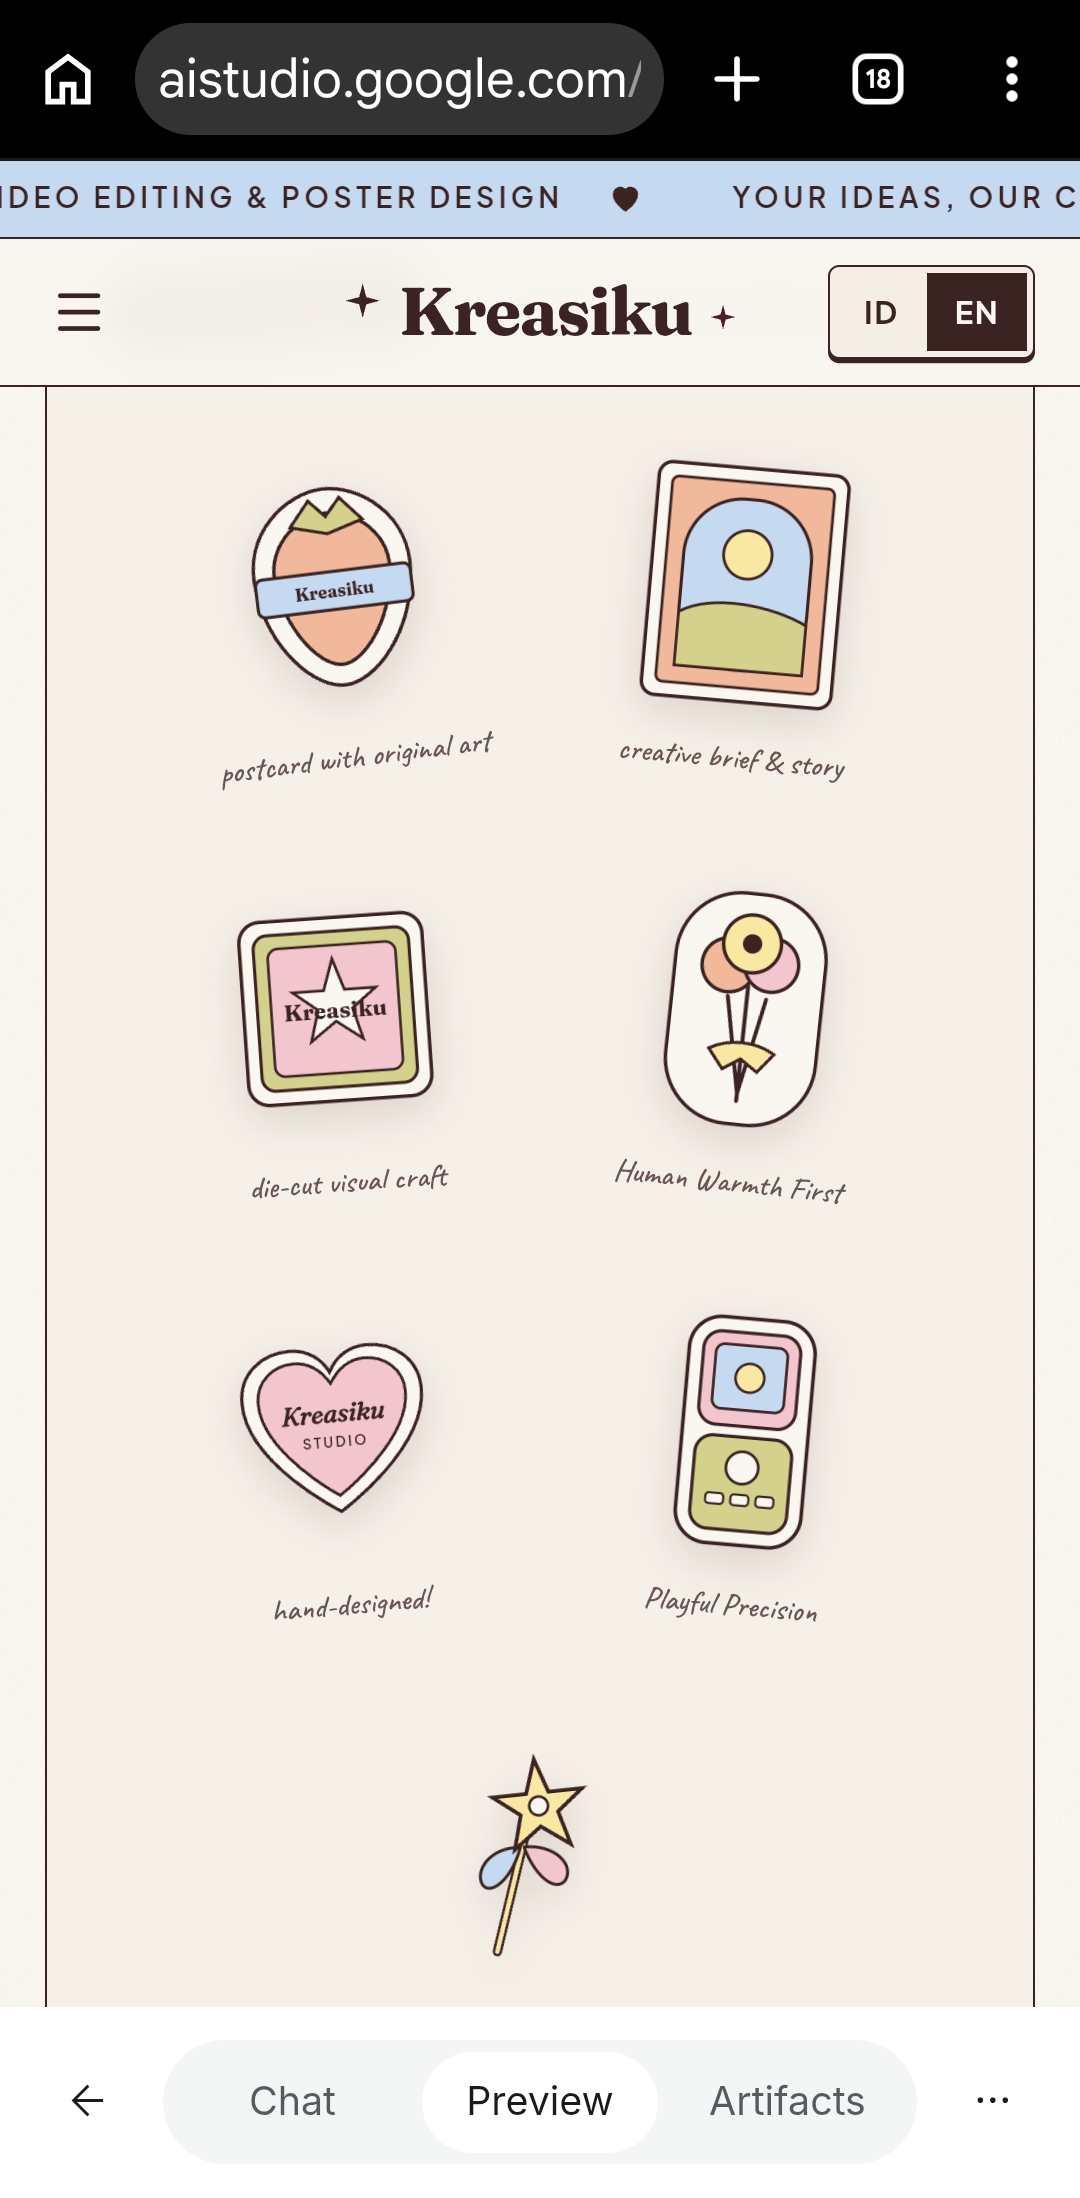 aistudio.google.com/
18
IDEO EDITING & POSTER DESIGN
YOUR IDEAS, OUR C
Kreasiku
ID
EN
Kreasiku
postcard with original art
creative brief & story
Kreasiku
die-cut visual craft
Human Warmth First
Kreasiku
STUDIO
hand-designed!
Playful Precision
Chat
Preview
Artifacts